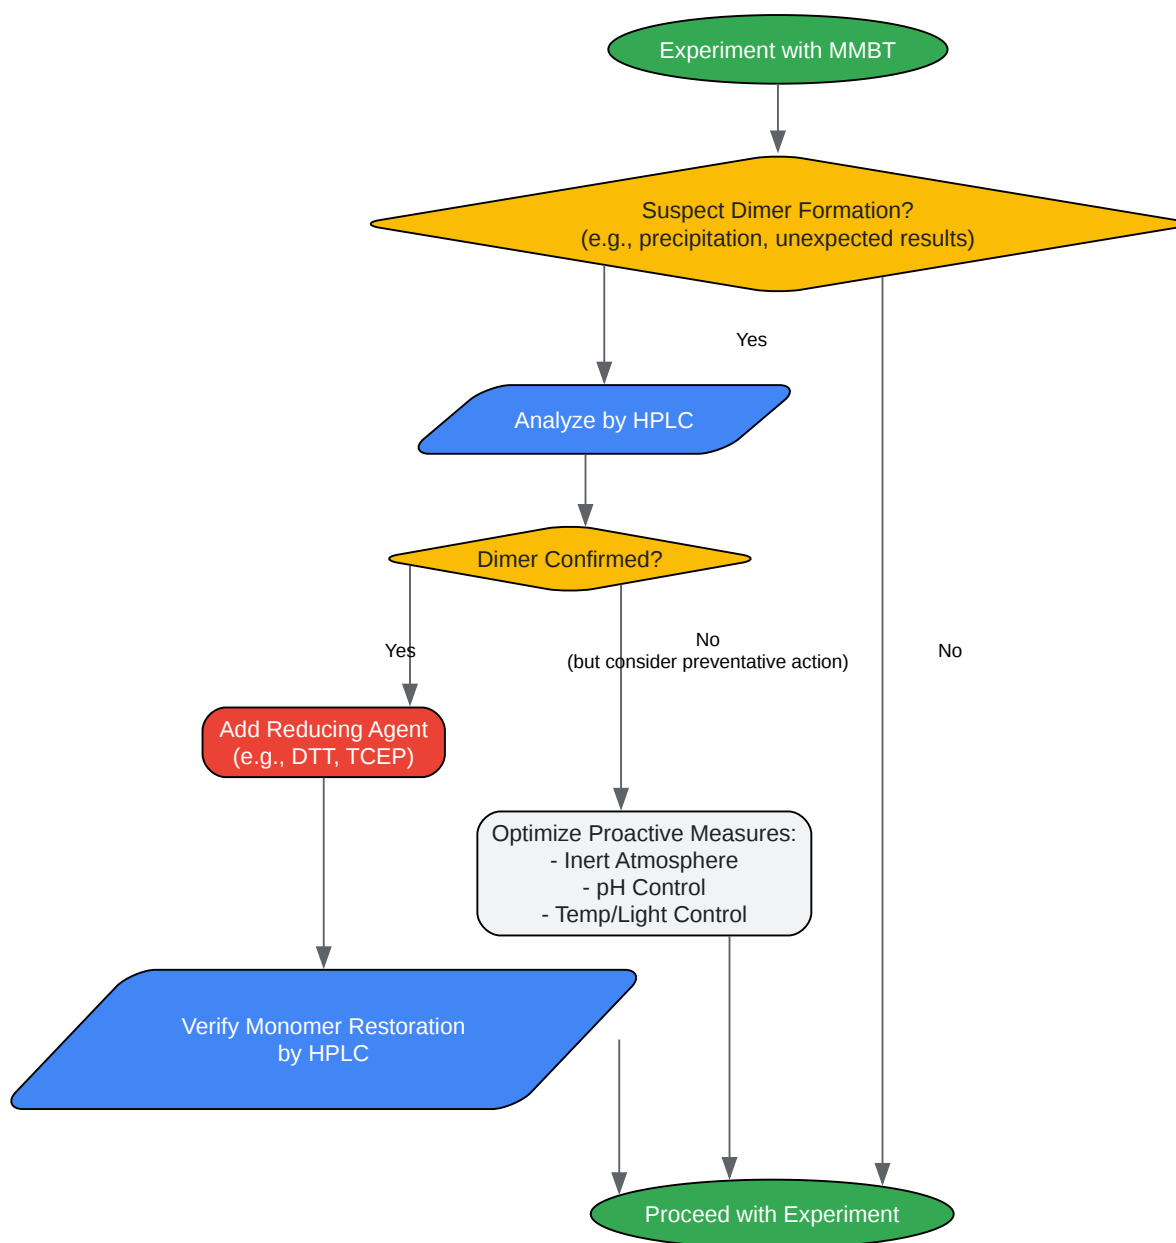 Experiment with MMBT
Suspect Dimer Formation?
(e.g., precipitation, unexpected results)
Yes
Analyze by HPLC
Dimer Confirmed?
Yes
No
(but consider preventative action)
No
Add Reducing Agent
(e.g., DTT, TCEP)
Optimize Proactive Measures:
- Inert Atmosphere
- pH Control
- Temp/Light Control
Verify Monomer Restoration
by HPLC
Proceed with Experiment